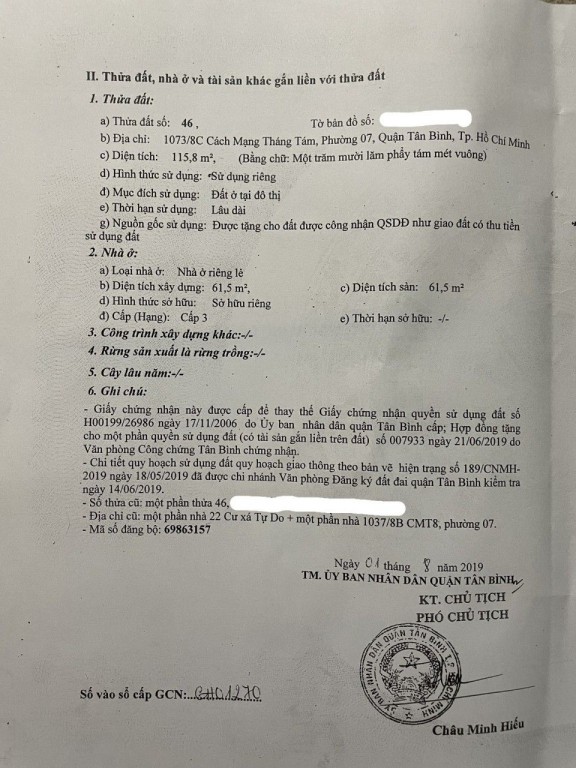 II. Thửa đất, nhà ở và tài sản khác gắn liền với thửa đất
1. Thửa đất:
a) Thửa đất số: 46 , Tờ bản đồ số:
b) Địa chỉ: 1073/8C Cách Mạng Tháng Tám, Phường 07, Quận Tân Bình, Tp. Hồ Chí Minh
c) Diện tích: 115,8 m², (Bằng chữ: Một trăm mười lăm phẩy tám mét vuông)
d) Hình thức sử dụng: Sử dụng riêng
đ) Mục đích sử dụng: Đất ở tại đô thị
e) Thời hạn sử dụng: Lâu dài
g) Nguồn gốc sử dụng: Được tặng cho đất được công nhận QSDĐ như giao đất có thu tiền
sử dụng đất
2. Nhà ở:
a) Loại nhà ở: Nhà ở riêng lẻ
b) Diện tích xây dựng: 61,5 m², c) Diện tích sàn: 61,5 m²
d) Hình thức sở hữu: Sở hữu riêng
đ) Cấp (Hạng): Cấp 3 e) Thời hạn sở hữu: -/-
3. Công trình xây dựng khác:-/-
4. Rừng sản xuất là rừng trồng:-/-
5. Cây lâu năm:-/-
6. Ghi chú:
- Giấy chứng nhận này được cấp để thay thế Giấy chứng nhận quyền sử dụng đất số
H00199/26986 ngày 17/11/2006 do Ủy ban nhân dân quận Tân Bình cấp; Hợp đồng tặng
cho một phần quyền sử dụng đất (có tài sản gắn liền trên đất) số 007933 ngày 21/06/2019 do
Văn phòng Công chứng Tân Bình chứng nhận.
- Chi tiết quy hoạch sử dụng đất quy hoạch giao thông theo bản vẽ hiện trạng số 189/CNMH-
2019 ngày 18/05/2019 đã được chi nhánh Văn phòng Đăng ký đất đai quận Tân Bình kiểm tra
ngày 14/06/2019.
- Số thửa cũ: một phần thửa 46,
- Địa chỉ cũ: một phần nhà 22 Cư xá Tự Do + một phần nhà 1037/8B CMT8, phường 07.
- Mã số đăng bộ: 69863157
Ngày 01 tháng 8 năm 2019
TM. ỦY BAN NHÂN DÂN QUẬN TÂN BÌNH
KT. CHỦ TỊCH
PHÓ CHỦ TỊCH
ỦY BAN NHÂN DÂN QUẬN TÂN BÌNH T.P HỒ CHÍ MINH
Số vào sổ cấp GCN:..CH01270
Châu Minh Hiếu